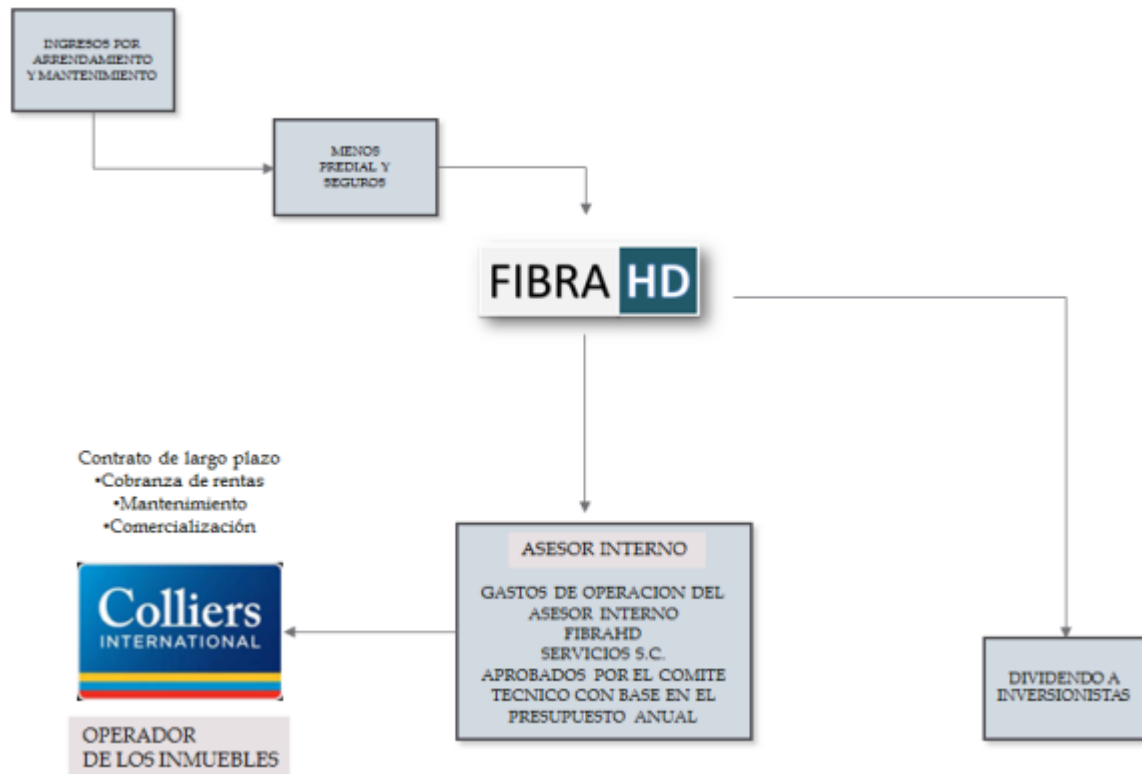 INGRESOS POR
ARRENDAMIENTO
Y MANTENIMIENTO
MENOS
PREDIAL Y
SEGUROS
FIBRA HD
Contrato de largo plazo
•Cobranza de rentas
•Mantenimiento
•Comercialización
Colliers
INTERNATIONAL
OPERADOR
DE LOS INMUEBLES
ASESOR INTERNO
GASTOS DE OPERACION DEL
ASESOR INTERNO
FIBRAHD
SERVICIOS S.C.
APROBADOS POR EL COMITE
TECNICO CON BASE EN EL
PRESUPUESTO ANUAL
DIVIDENDO A
INVERSIONISTAS